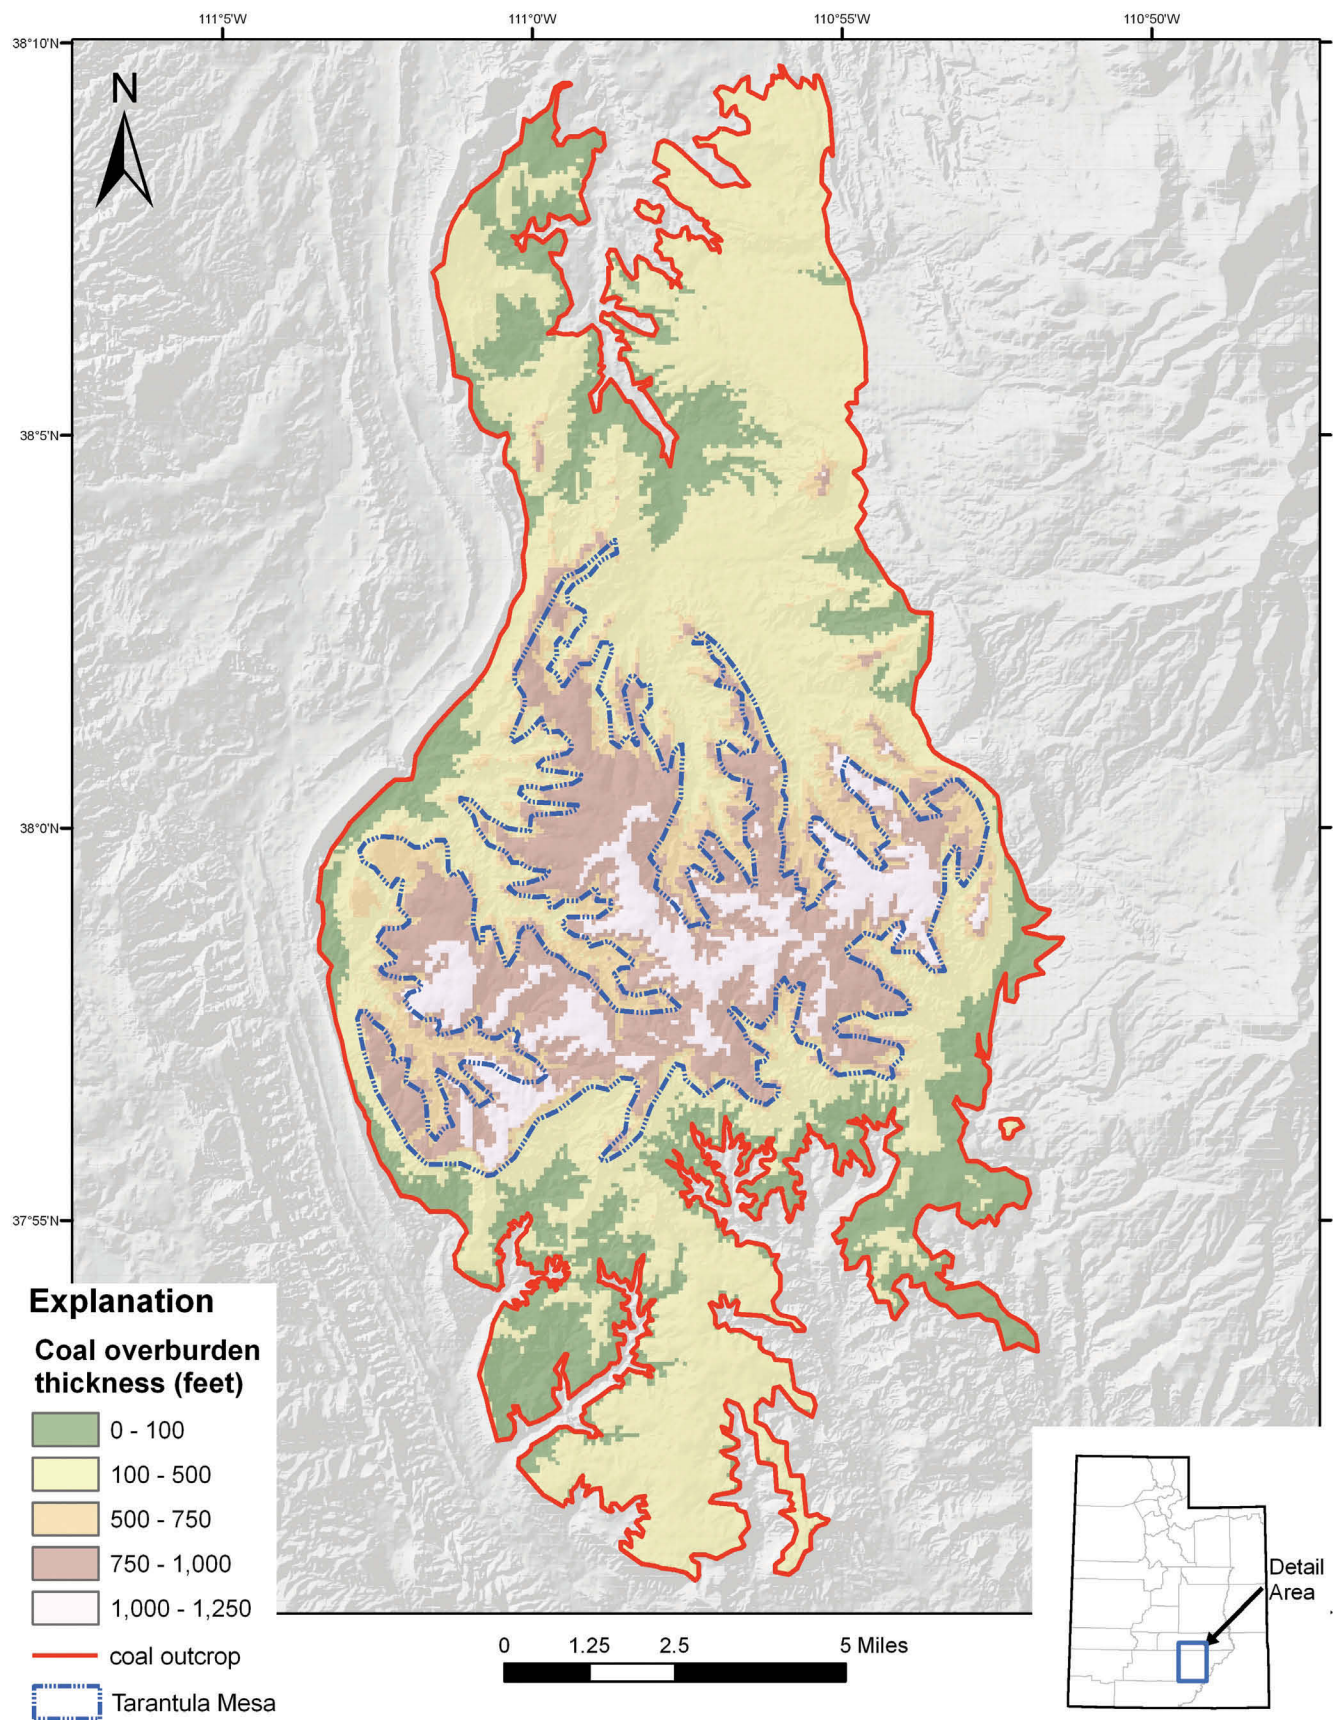 111°5'W
111°0'W
110°55'W
110°50'W
38°10'N
N
38°5'N
38°0'N
37°55'N
Explanation
Coal overburden
thickness (feet)
0 - 100
100 - 500
500 - 750
750 - 1,000
1,000 - 1,250
coal outcrop
Tarantula Mesa
0 1.25 2.5 5 Miles
Detail
Area